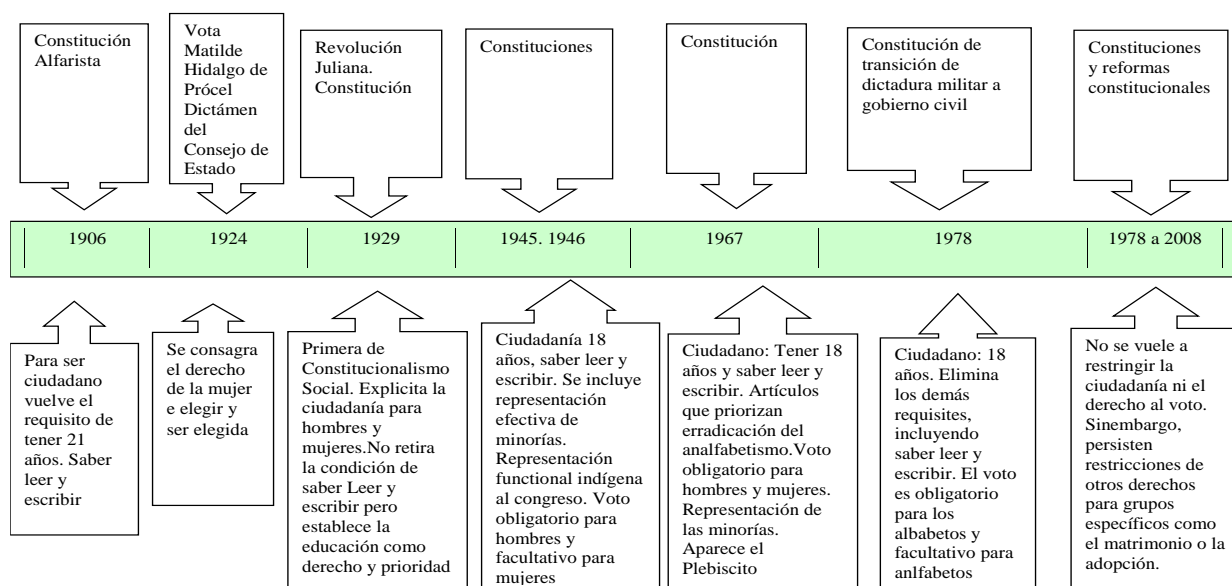 Constitución
Alfarista
Vota
Matilde
Hidalgo de
Prócel
Dictámen
del
Consejo de
Estado
Revolución
Juliana.
Constitución
Constituciones
Constitución
Constitución de
transición de
dictadura militar a
gobierno civil
Constituciones
y reformas
constitucionales
1906
1924
1929
1945. 1946
1967
1978
1978 a 2008
Para ser
ciudadano
vuelve el
requisito de
tener 21
años. Saber
leer y
escribir
Se consagra
el derecho
de la mujer
e elegir y
ser elegida
Primera de
Constitucionalismo
Social. Explicita la
ciudadanía para
hombres y
mujeres.No retira
la condición de
saber Leer y
escribir pero
establece la
educación como
derecho y prioridad
Ciudadanía 18
años, saber leer y
escribir. Se incluye
representación
efectiva de
minorías.
Representación
functional indígena
al congreso. Voto
obligatorio para
hombres y
facultativo para
mujeres
Ciudadano: Tener 18
años y saber leer y
escribir. Artículos
que priorizan
erradicación del
analfabetismo.Voto
obligatorio para
hombres y mujeres.
Representación de
las minorías.
Aparece el
Plebiscito
Ciudadano: 18
años. Elimina
los demás
requisites,
incluyendo
saber leer y
escribir. El voto
es obligatorio
para los
albabetos y
facultativo para
anlfabetos
No se vuele a
restringir la
ciudadanía ni el
derecho al voto.
Sinembargo,
persisten
restricciones de
otros derechos
para grupos
específicos como
el matrimonio o la
adopción.